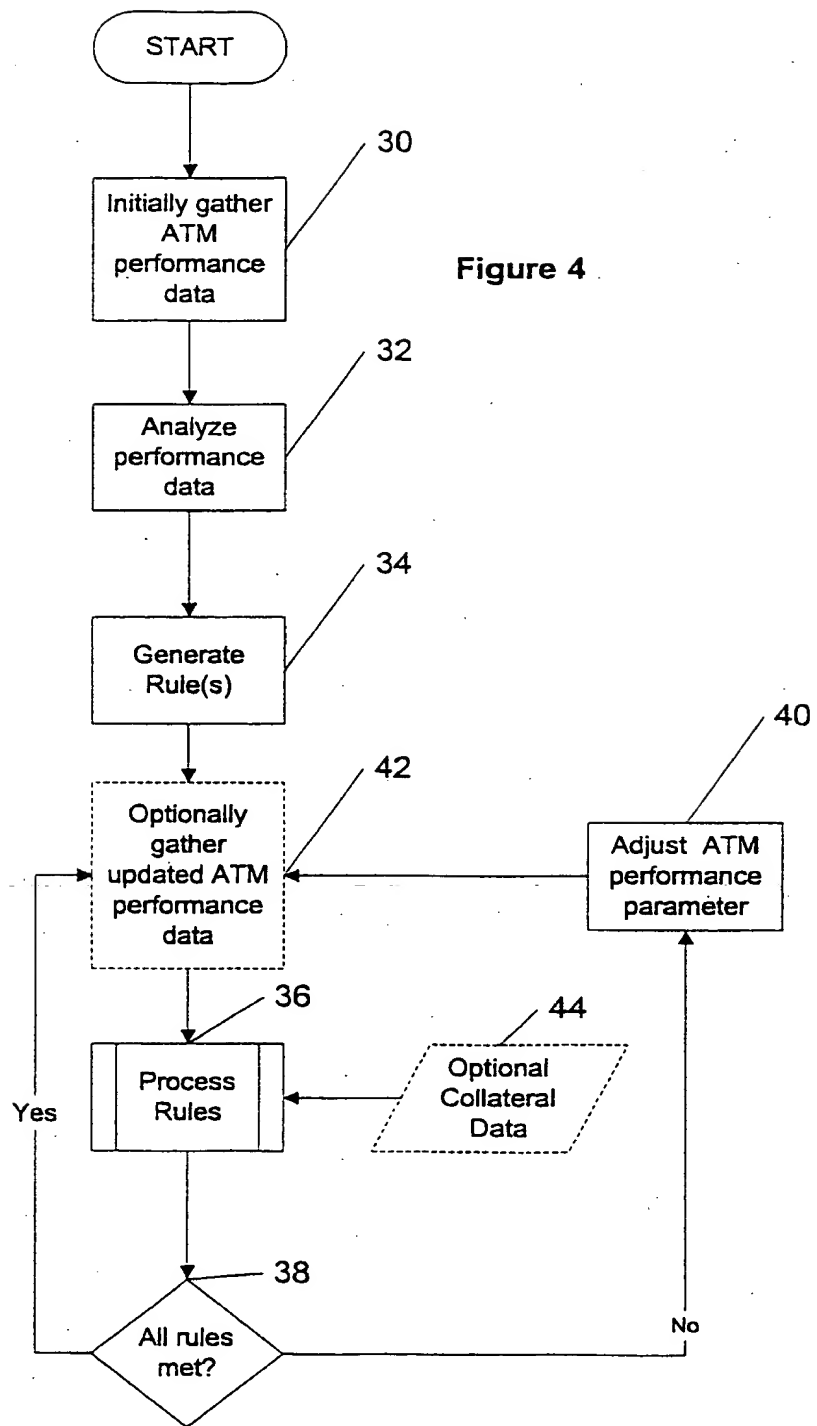 START
30
Initially gather
ATM
performance
data
Figure 4
32
Analyze
performance
data
34
Generate
Rule(s)
42
Optionally
gather
updated ATM
performance
data
40
Adjust ATM
performance
parameter
36
Process
Rules
44
Optional
Collateral
Data
Yes
38
All rules
met?
No